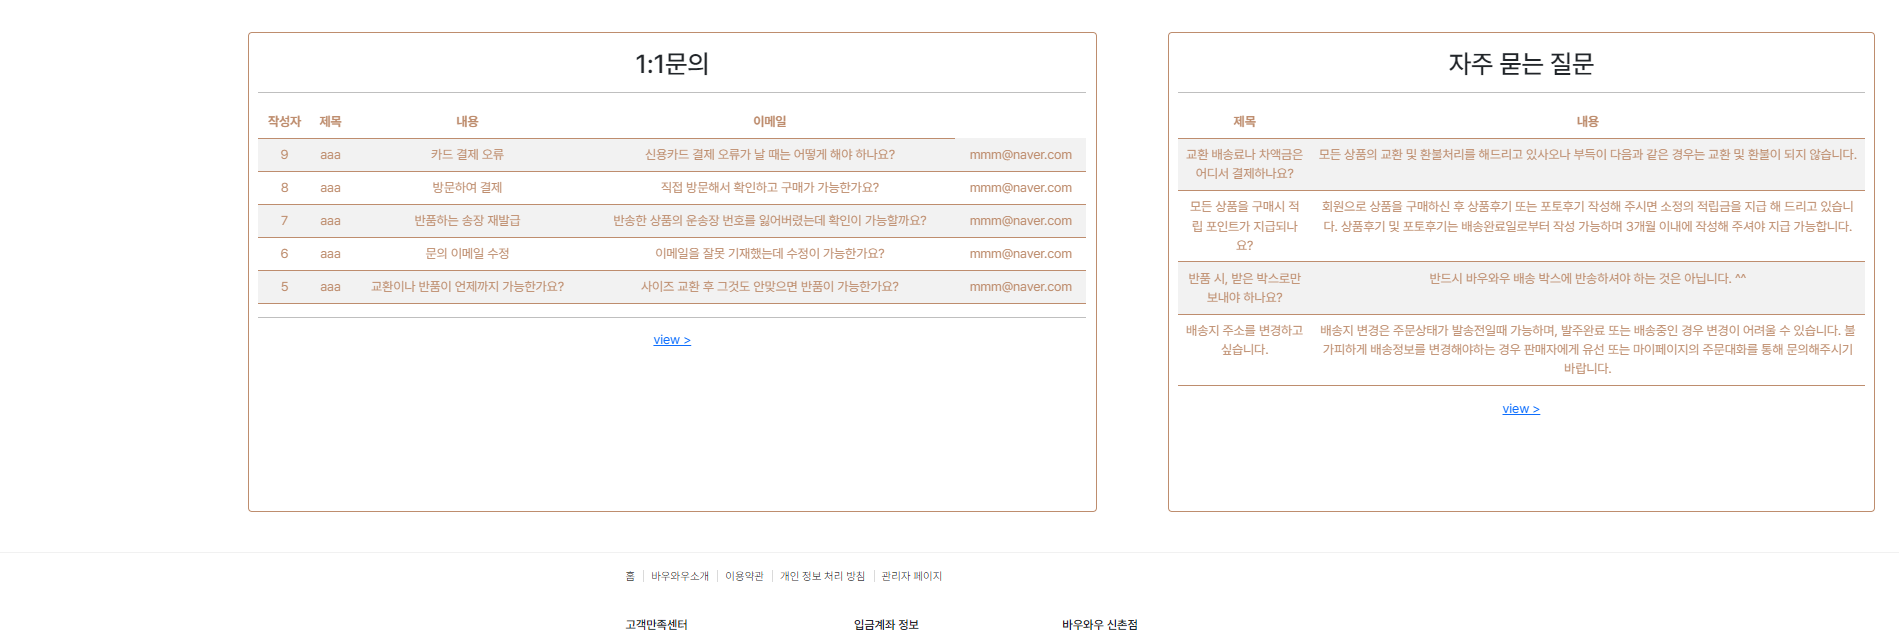 1:1문의
작성자 제목 내용 이메일
9 aaa 카드 결제 오류 신용카드 결제 오류가 날 때는 어떻게 해야 하나요? mmm@naver.com
8 aaa 방문하여 결제 직접 방문해서 확인하고 구매가 가능한가요? mmm@naver.com
7 aaa 반품하는 송장 재발급 반송한 상품의 운송장 번호를 잃어버렸는데 확인이 가능할까요? mmm@naver.com
6 aaa 문의 이메일 수정 이메일을 잘못 기재했는데 수정이 가능한가요? mmm@naver.com
5 aaa 교환이나 반품이 언제까지 가능한가요? 사이즈 교환 후 그것도 안맞으면 반품이 가능한가요? mmm@naver.com
view >
자주 묻는 질문
제목 내용
교환 배송료나 차액금은
어디서 결제하나요?
모든 상품의 교환 및 환불처리를 해드리고 있사오나 부득이 다음과 같은 경우는 교환 및 환불이 되지 않습니다.
모든 상품을 구매시 적
립 포인트가 지급되나
요?
회원으로 상품을 구매하신 후 상품후기 또는 포토후기 작성해 주시면 소정의 적립금을 지급 해 드리고 있습니
다. 상품후기 및 포토후기는 배송완료일로부터 작성 가능하며 3개월 이내에 작성해 주셔야 지급 가능합니다.
반품 시, 받은 박스로만
보내야 하나요?
반드시 바우와우 배송 박스에 반송하셔야 하는 것은 아닙니다. ^^
배송지 주소를 변경하고
싶습니다.
배송지 변경은 주문상태가 발송전일때 가능하며, 발주완료 또는 배송중인 경우 변경이 어려울 수 있습니다. 불
가피하게 배송정보를 변경해야하는 경우 판매자에게 유선 또는 마이페이지의 주문대화를 통해 문의해주시기
바랍니다.
view >
홈 바우와우소개 이용약관 개인 정보 처리 방침 관리자 페이지
고객만족센터 입금계좌 정보 바우와우 신촌점